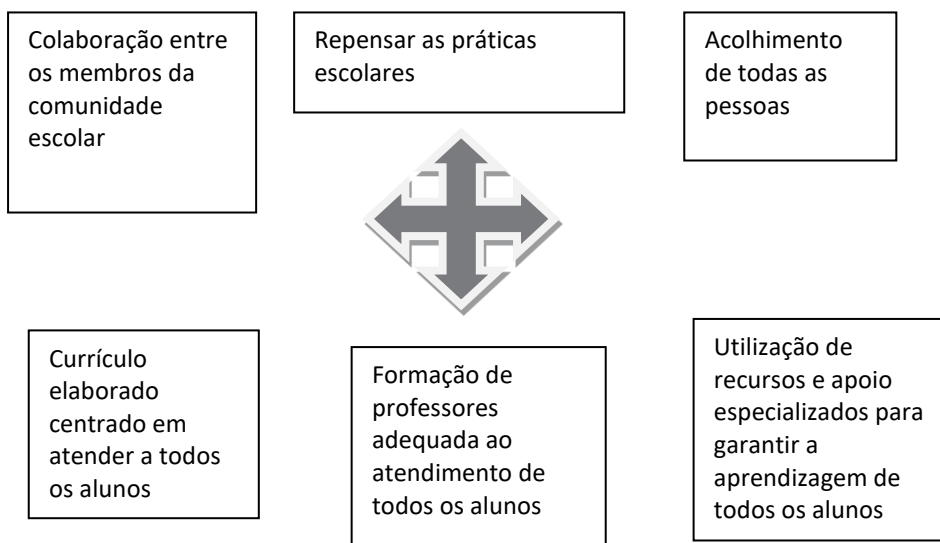 Colaboração entre
os membros da
comunidade
escolar
Repensar as práticas
escolares
Acolhimento
de todas as
pessoas
Currículo
elaborado
centrado em
atender a todos
os alunos
Formação de
professores
adequada ao
atendimento de
todos os alunos
Utilização de
recursos e apoio
especializados para
garantir a
aprendizagem de
todos os alunos